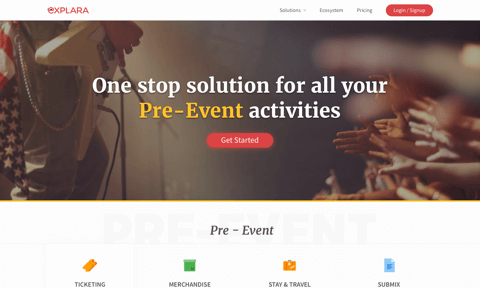 EXPLARA
Solutions
Ecosystem
Pricing
Login / Signup
One stop solution for all your
Pre-Event activities
Get Started
PRE-EVENT
Pre - Event
TICKETING
MERCHANDISE
STAY & TRAVEL
SUBMIX